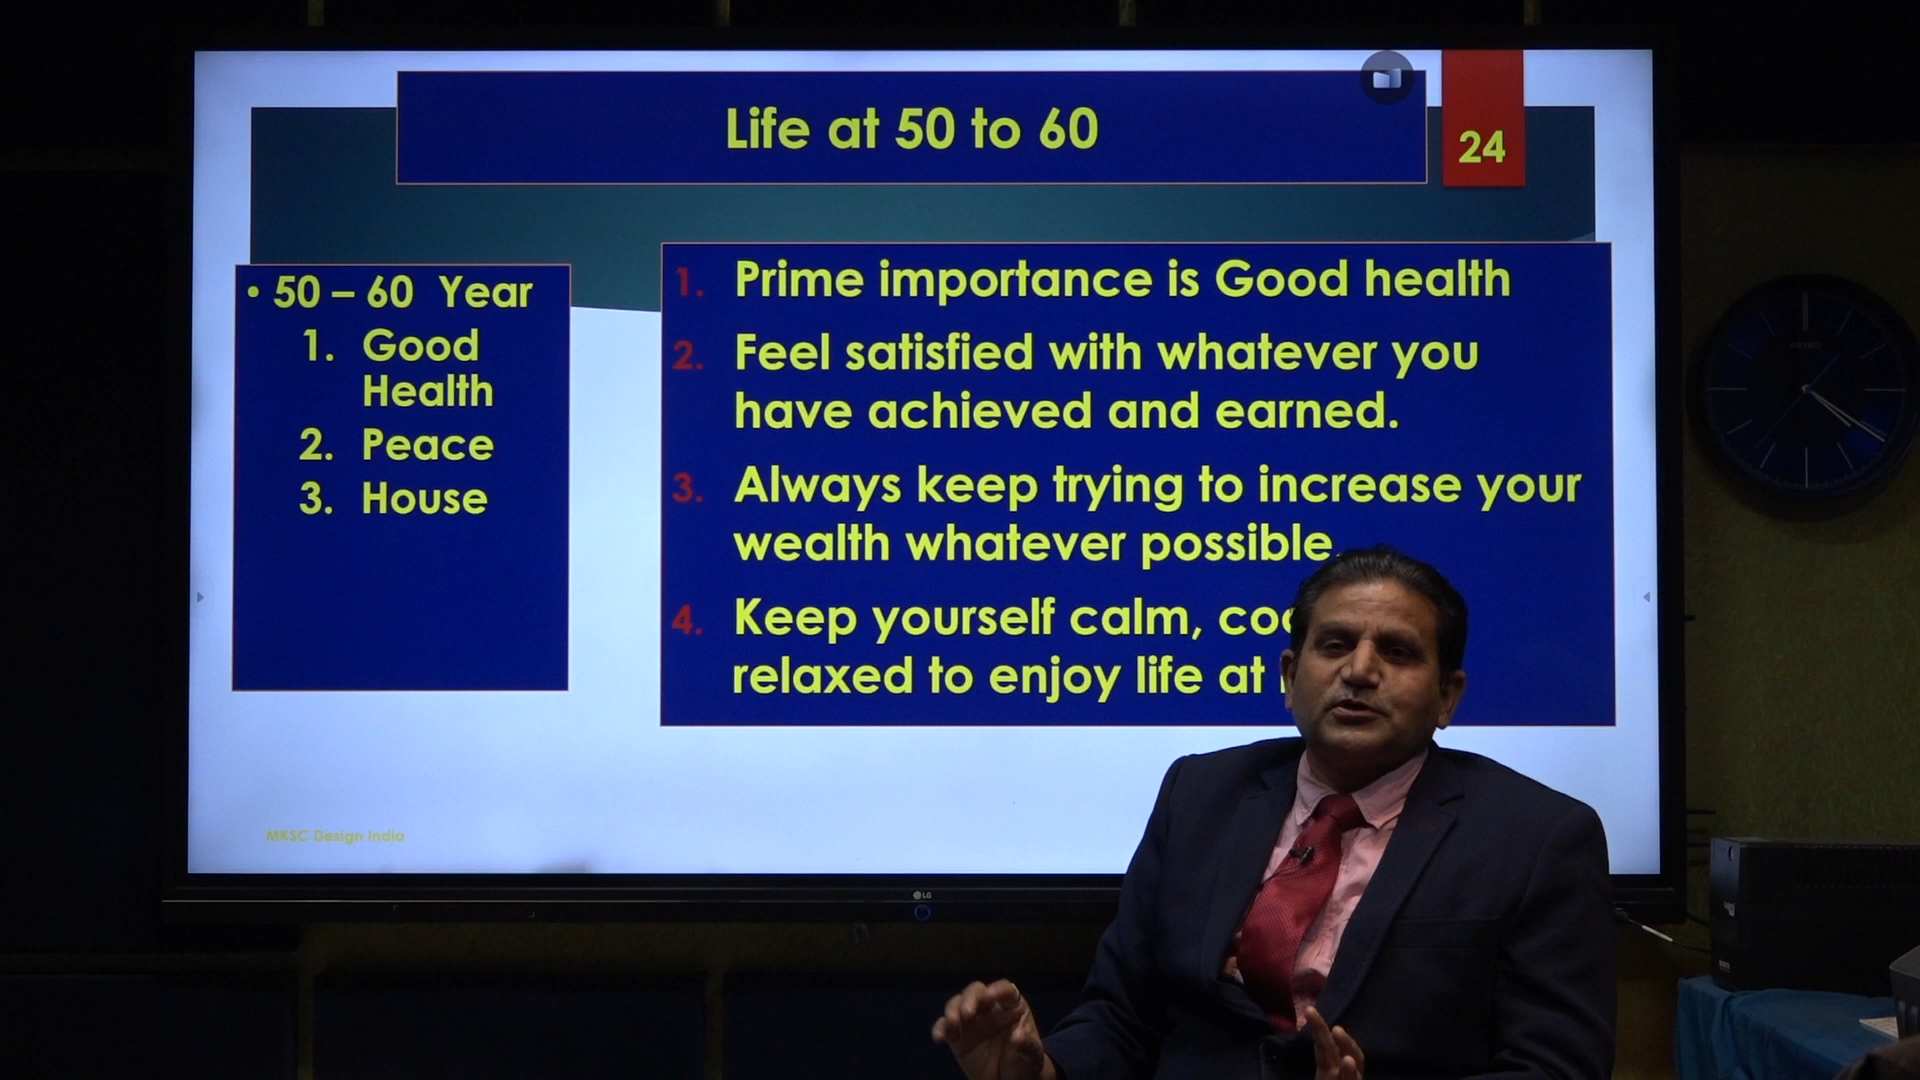 Life at 50 to 60
24
• 50 – 60 Year
1. Good
Health
2. Peace
3. House
1. Prime importance is Good health
2. Feel satisfied with whatever you
have achieved and earned.
3. Always keep trying to increase your
wealth whatever possible.
4. Keep yourself calm,
relaxed to enjoy life at
MKSC Design India
LG
SEIKO